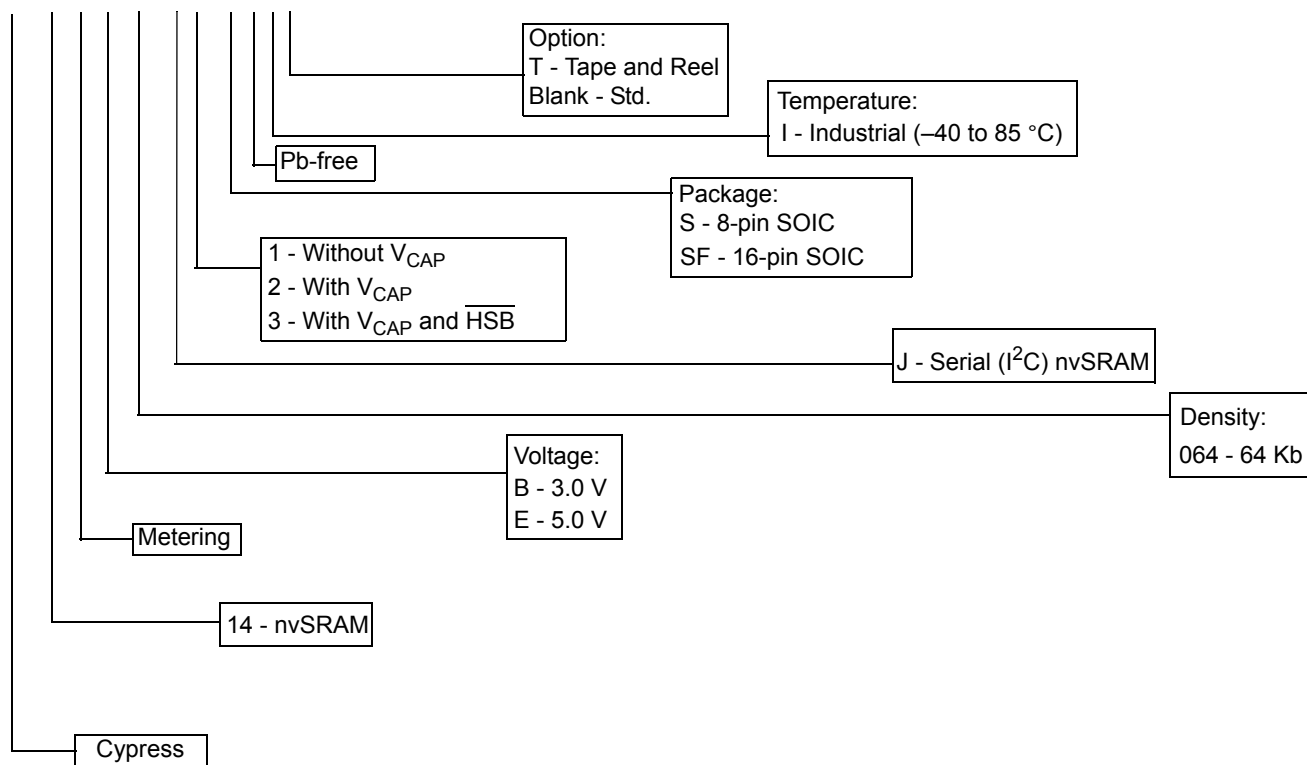 Option:
T - Tape and Reel
Blank - Std.
Temperature:
I - Industrial (–40 to 85 °C)
Pb-free
Package:
S - 8-pin SOIC
SF - 16-pin SOIC
1 - Without VCAP
2 - With VCAP
3 - With VCAP and H̅S̅B̅
J - Serial (I²C) nvSRAM
Density:
064 - 64 Kb
Voltage:
B - 3.0 V
E - 5.0 V
Metering
14 - nvSRAM
Cypress